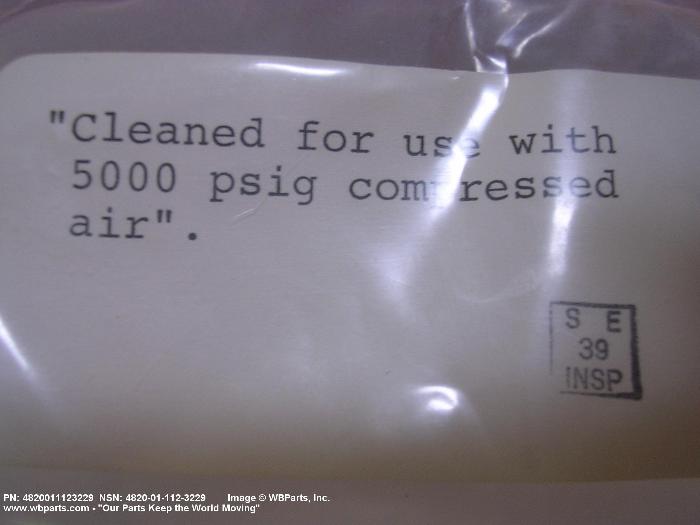 "Cleaned for use with
5000 psig compressed
air".
S E
39
INSP
PN: 4820011123229 NSN: 4820-01-112-3229 Image © WBParts, Inc.
www.wbparts.com - "Our Parts Keep the World Moving"